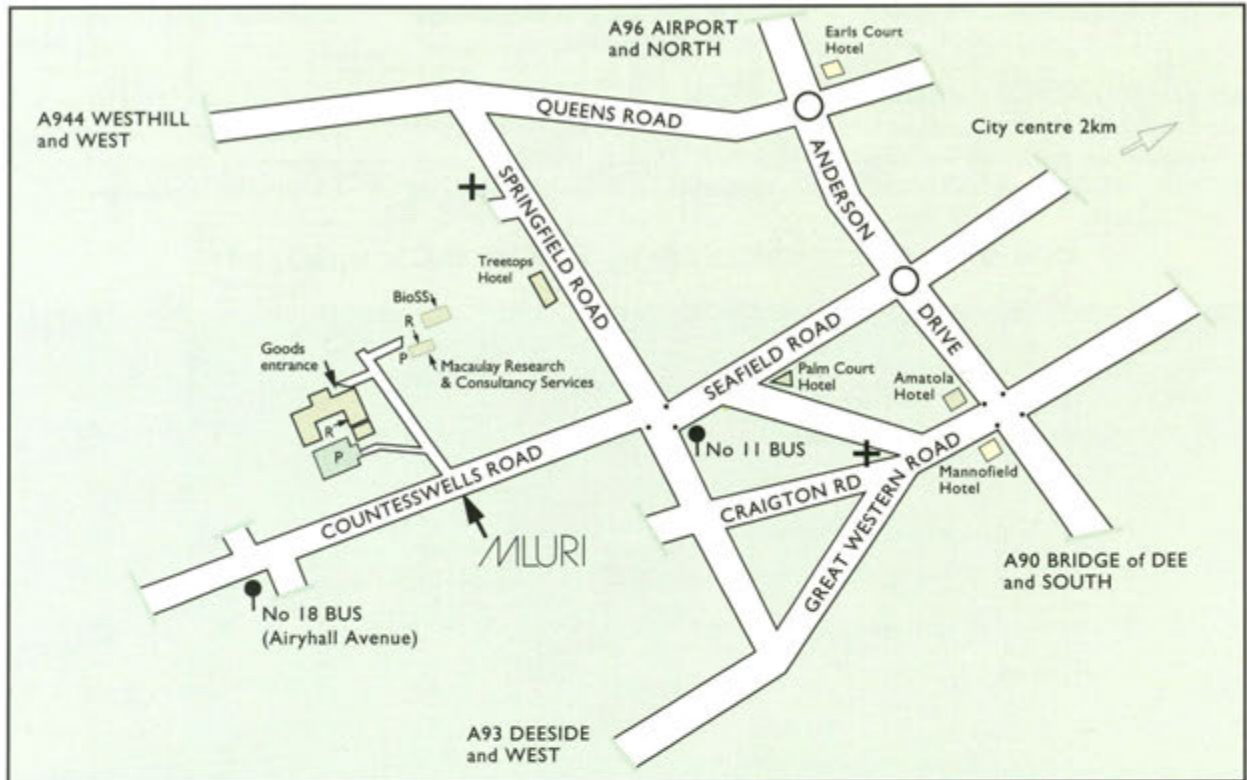 A96 AIRPORT
and NORTH
Earls Court
Hotel
A944 WESTHILL
and WEST
QUEENS ROAD
City centre 2km
ANDERSON
DRIVE
SPRINGFIELD ROAD
Treetops
Hotel
BioSS
R
P
Macaulay Research
& Consultancy Services
Goods
entrance
R
P
SEAFIELD ROAD
Palm Court
Hotel
Amatola
Hotel
No 11 BUS
Mannofield
Hotel
COUNTESSWELLS ROAD
CRAIGTON RD
GREAT WESTERN ROAD
MLURI
A90 BRIDGE of DEE
and SOUTH
No 18 BUS
(Airyhall Avenue)
A93 DEESIDE
and WEST